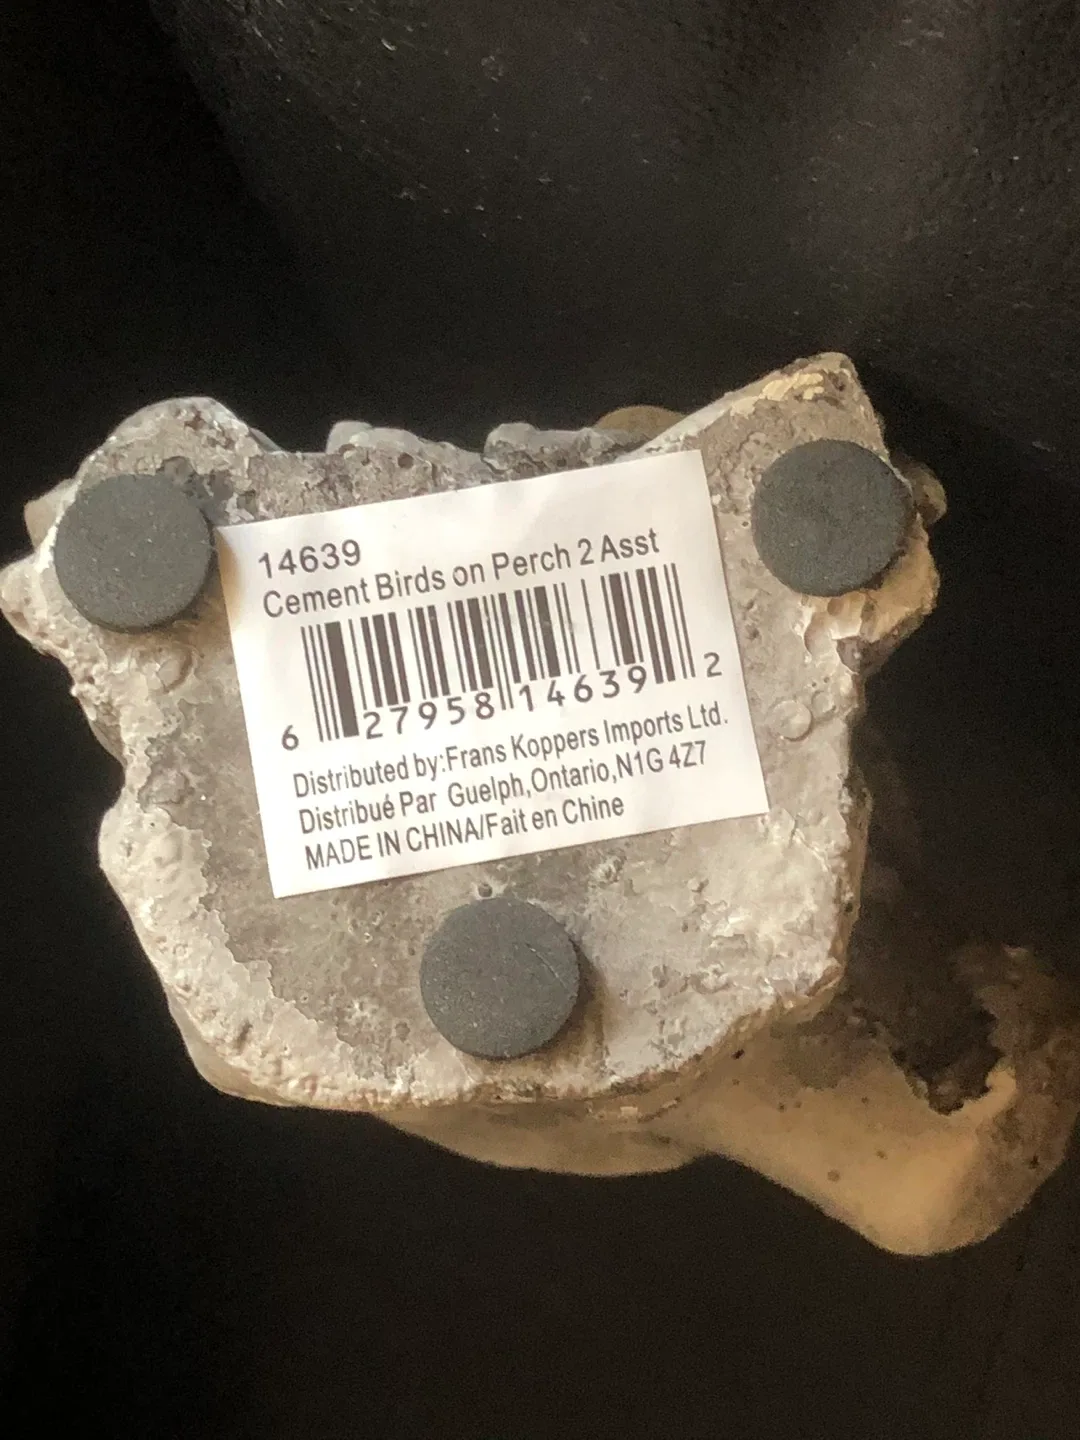 14639
Cement Birds on Perch 2 Asst
6 27958 14639 2
Distributed by:Frans Koppers Imports Ltd.
Distribué Par Guelph,Ontario,N1G 4Z7
MADE IN CHINA/Fait en Chine